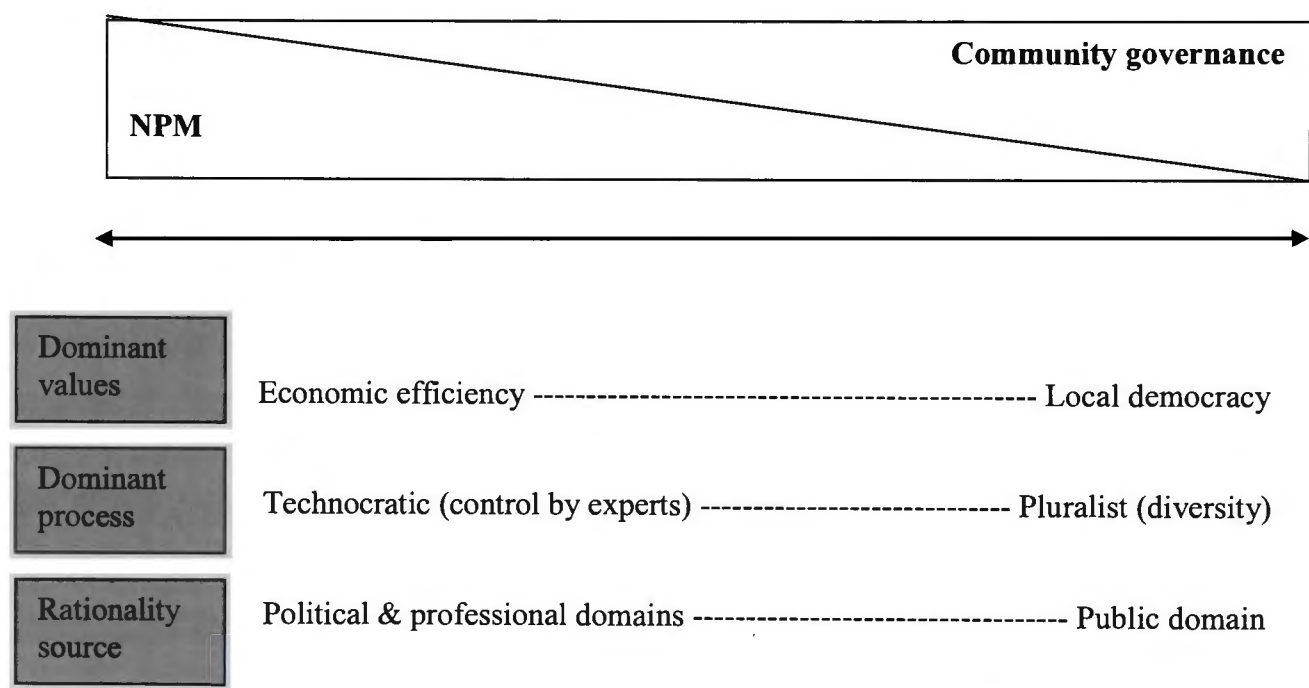 Community governance
NPM
Dominant
values
Economic efficiency ------------------------------------------------ Local democracy
Dominant
process
Technocratic (control by experts) ----------------------------- Pluralist (diversity)
Rationality
source
Political & professional domains ------------------------------------ Public domain